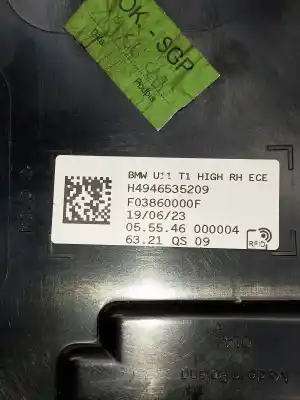 OK - SGP
Podpis
BMW U11 T1 HIGH RH ECE
H4946535209
F03860000F
19/06/23
05.55.46 000004
63.21 QS 09
RFID